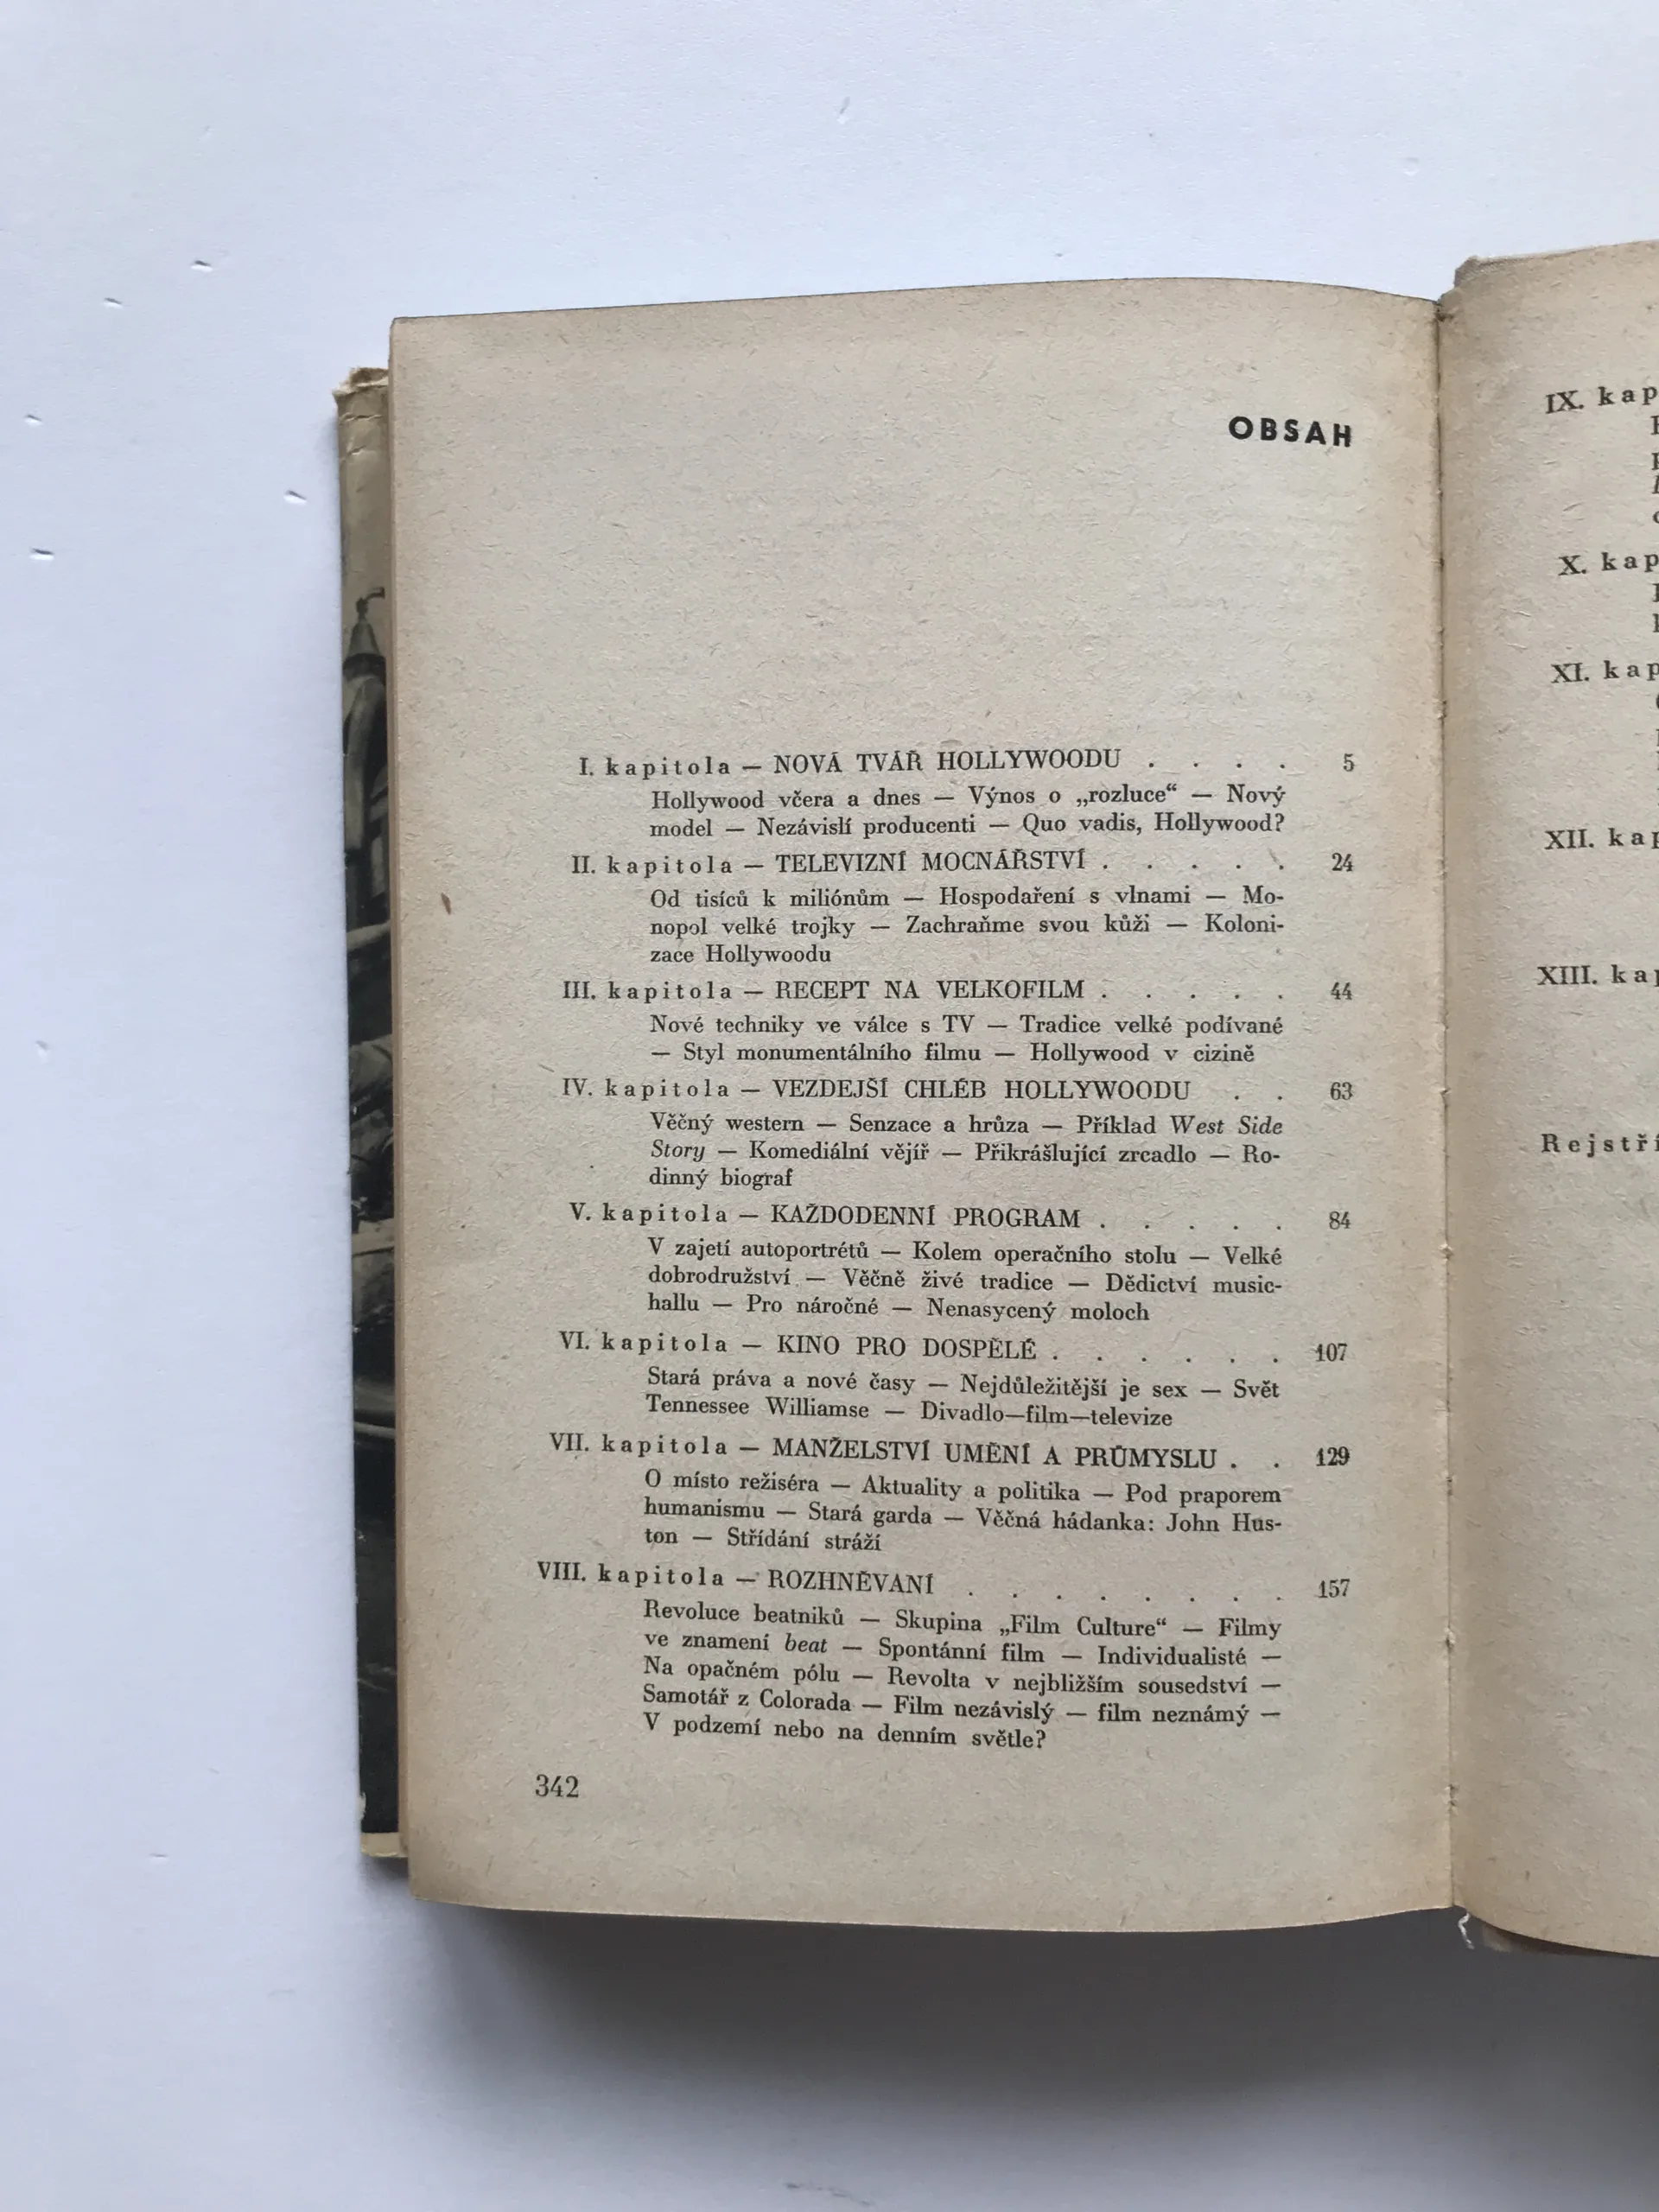 OBSAH
I. kapitola — NOVÁ TVÁŘ HOLLYWOODU . . . . 5
Hollywood včera a dnes — Výnos o „rozluce“ — Nový
model — Nezávislí producenti — Quo vadis, Hollywood?
II. kapitola — TELEVIZNÍ MOCNÁŘSTVÍ . . . . . 24
Od tisíců k miliónům — Hospodaření s vlnami — Mo-
nopol velké trojky — Zachraňme svou kůži — Koloni-
zace Hollywoodu
III. kapitola — RECEPT NA VELKOFILM . . . . . 44
Nové techniky ve válce s TV — Tradice velké podívané
— Styl monumentálního filmu — Hollywood v cizině
IV. kapitola — VEZDEJŠÍ CHLÉB HOLLYWOODU . . 63
Věčný western — Senzace a hrůza — Příklad West Side
Story — Komediální vějíř — Přikrášlující zrcadlo — Ro-
dinný biograf
V. kapitola — KAŽDODENNÍ PROGRAM . . . . . 84
V zajetí autoportrétů — Kolem operačního stolu — Velké
dobrodružství — Věčně živé tradice — Dědictví music-
hallu — Pro náročné — Nenasycený moloch
VI. kapitola — KINO PRO DOSPĚLÉ . . . . . . 107
Stará práva a nové časy — Nejdůležitější je sex — Svět
Tennessee Williamse — Divadlo—film—televize
VII. kapitola — MANŽELSTVÍ UMĚNÍ A PRŮMYSLU . . 129
O místo režiséra — Aktuality a politika — Pod praporem
humanismu — Stará garda — Věčná hádanka: John Hus-
ton — Střídání stráží
VIII. kapitola — ROZHNĚVANÍ . . . . . . . . 157
Revoluce beatniků — Skupina „Film Culture“ — Filmy
ve znamení beat — Spontánní film — Individualisté —
Na opačném pólu — Revolta v nejbližším sousedství —
Samotář z Colorada — Film nezávislý — film neznámý —
V podzemí nebo na denním světle?
342
IX. kap
X. kap
XI. kap
XII. kap
XIII. kap
Rejstří